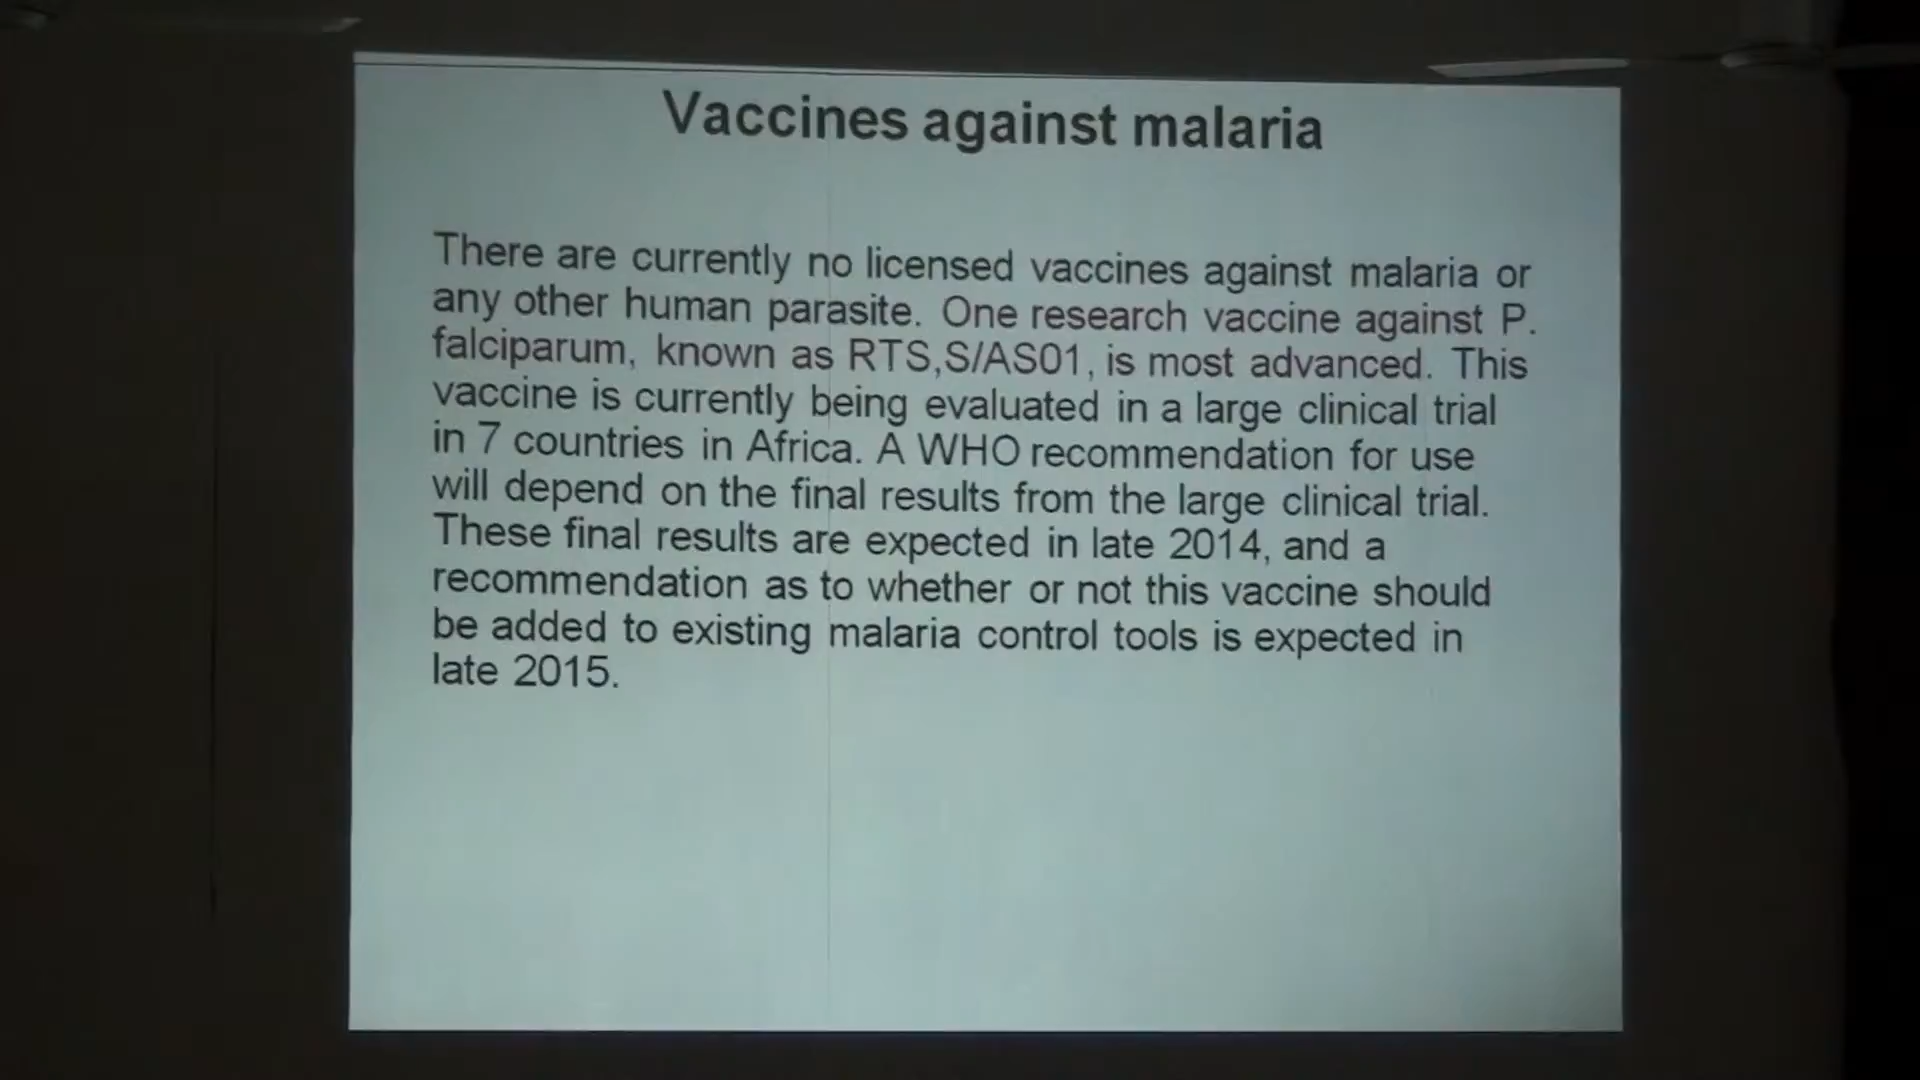 Vaccines against malaria
There are currently no licensed vaccines against malaria or
any other human parasite. One research vaccine against P.
falciparum, known as RTS,S/AS01, is most advanced. This
vaccine is currently being evaluated in a large clinical trial
in 7 countries in Africa. A WHO recommendation for use
will depend on the final results from the large clinical trial.
These final results are expected in late 2014, and a
recommendation as to whether or not this vaccine should
be added to existing malaria control tools is expected in
late 2015.